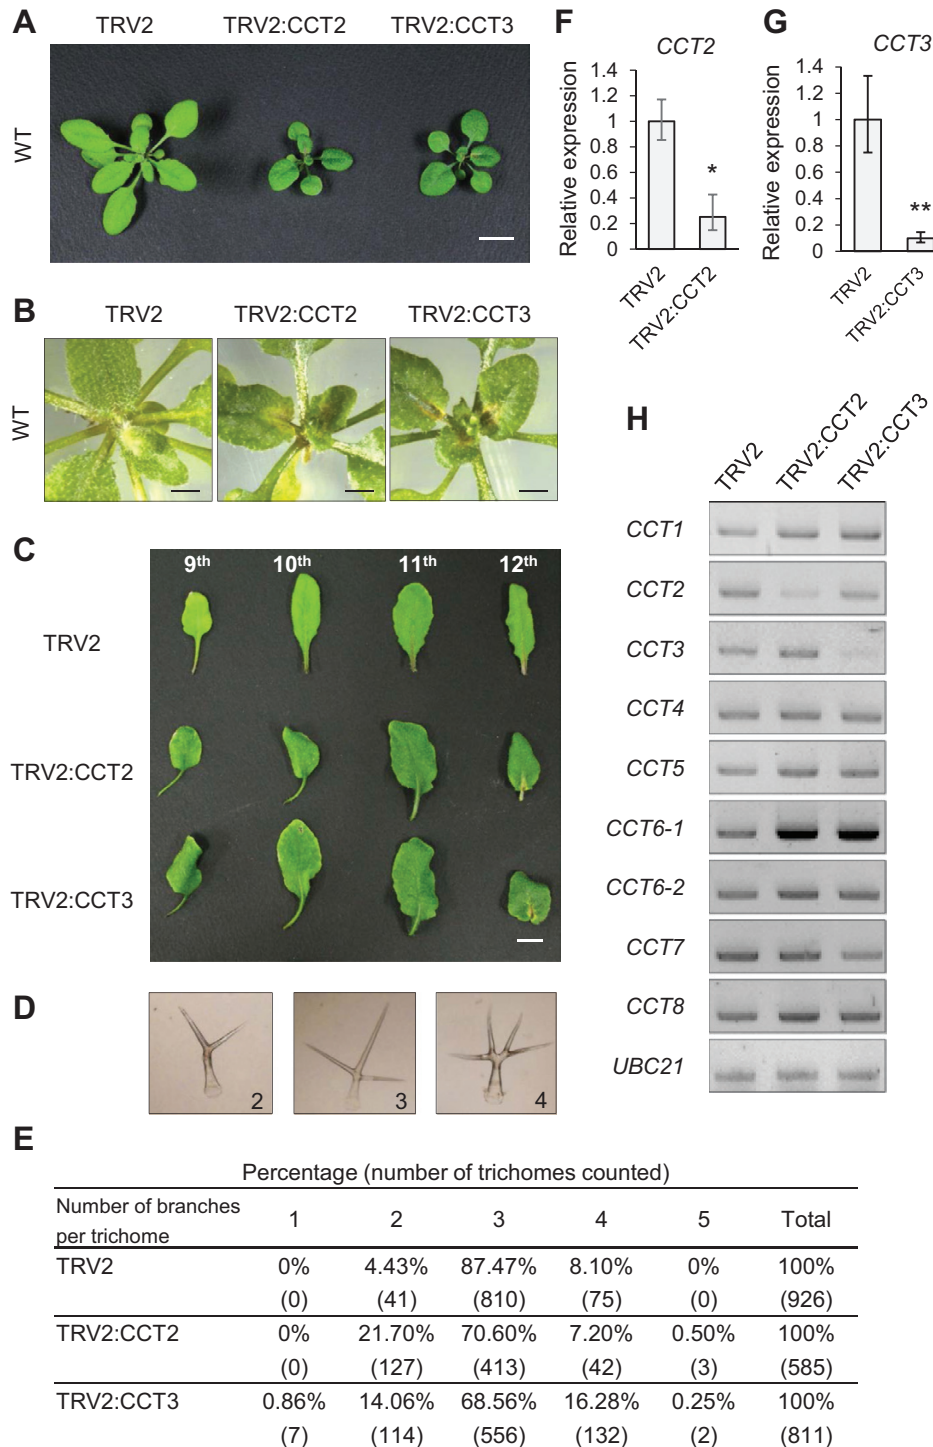 A
TRV2 TRV2:CCT2 TRV2:CCT3
WT
B
TRV2 TRV2:CCT2 TRV2:CCT3
WT
C
9th 10th 11th 12th
TRV2
TRV2:CCT2
TRV2:CCT3
D
2 3 4
E
Percentage (number of trichomes counted)
Number of branches per trichome 1 2 3 4 5 Total
TRV2 0% 4.43% 87.47% 8.10% 0% 100%
(0) (41) (810) (75) (0) (926)
TRV2:CCT2 0% 21.70% 70.60% 7.20% 0.50% 100%
(0) (127) (413) (42) (3) (585)
TRV2:CCT3 0.86% 14.06% 68.56% 16.28% 0.25% 100%
(7) (114) (556) (132) (2) (811)
F
CCT2
Relative expression
1.4
1.2
1
0.8
0.6
0.4
0.2
0
*
TRV2 TRV2:CCT2
G
CCT3
Relative expression
1.4
1.2
1
0.8
0.6
0.4
0.2
0
**
TRV2 TRV2:CCT3
H
TRV2 TRV2:CCT2 TRV2:CCT3
CCT1
CCT2
CCT3
CCT4
CCT5
CCT6-1
CCT6-2
CCT7
CCT8
UBC21